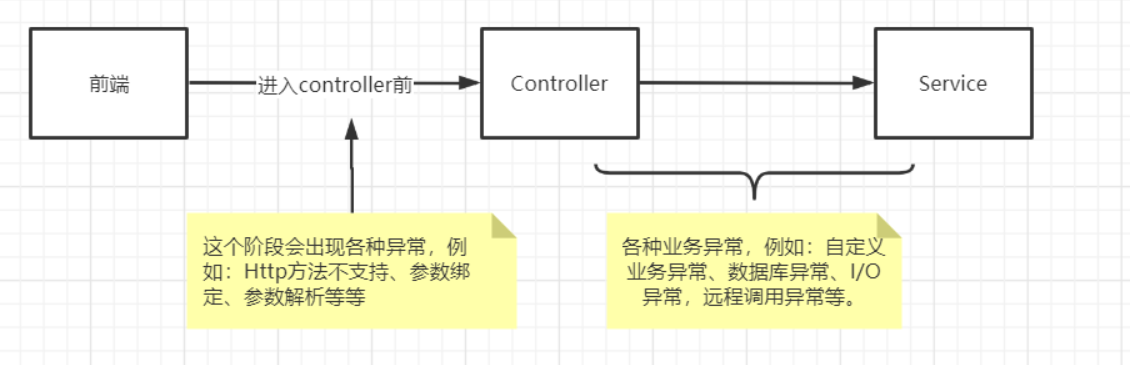 前端
进入controller前
Controller
Service
这个阶段会出现各种异常，例
如：Http方法不支持、参数绑
定、参数解析等等
各种业务异常，例如：自定义
业务异常、数据库异常、I/O
异常，远程调用异常等。